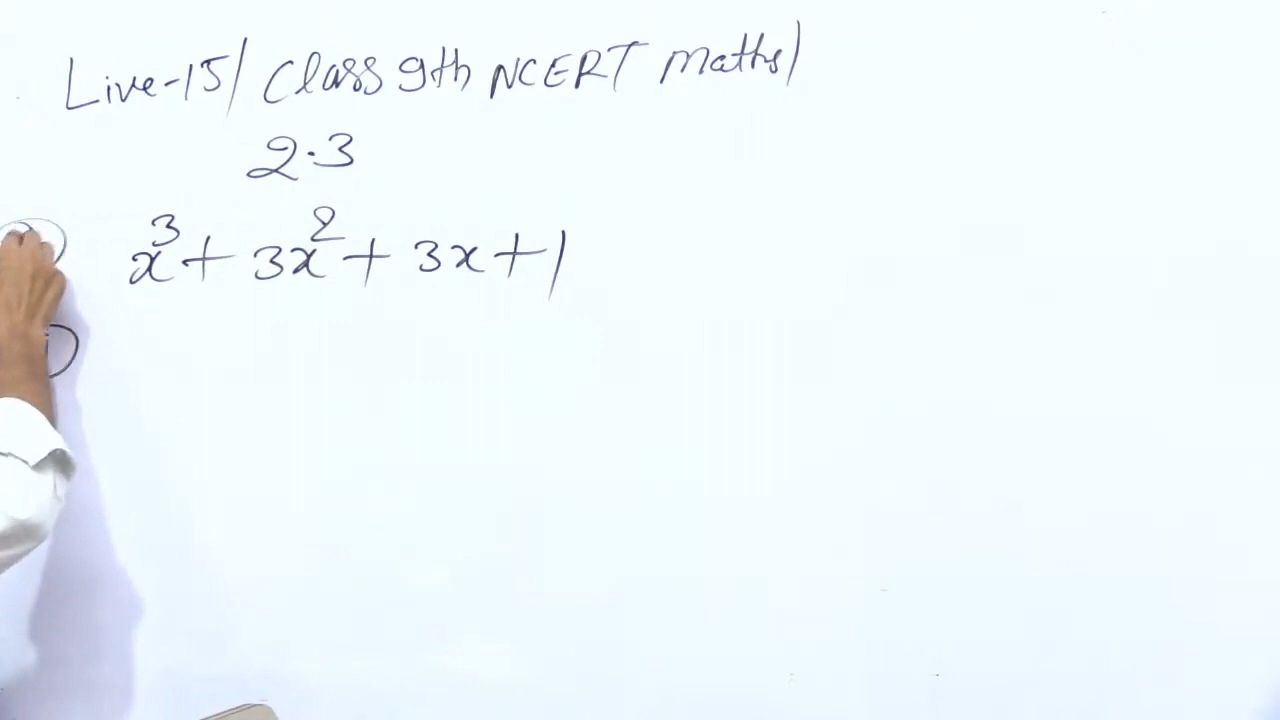 Live-15/ Class 9th NCERT Maths/
2.3
x³ + 3x² + 3x + 1